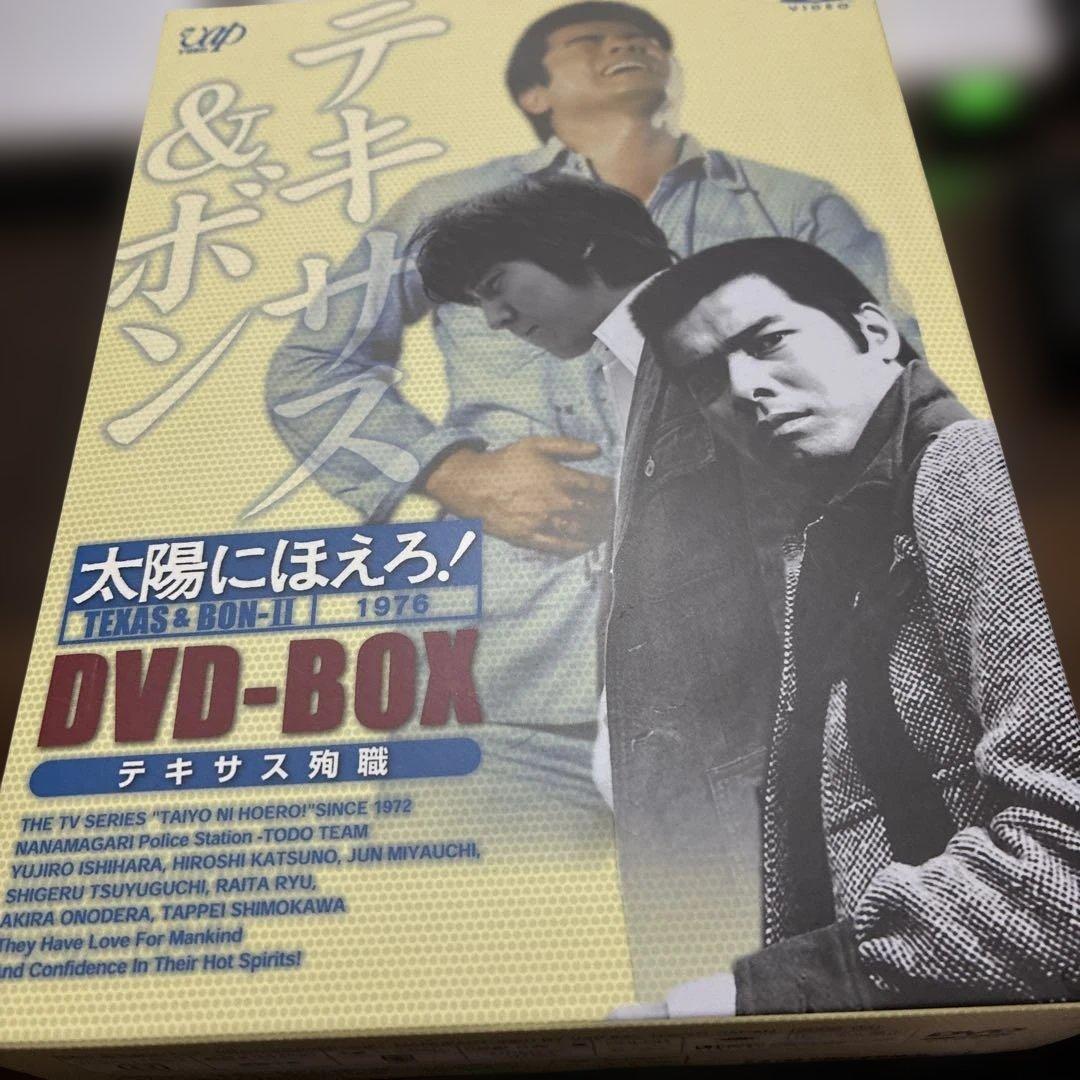 vap
VIDEO
VIDEO
テキサス
&ボン
太陽にほえろ!
TEXAS & BON-II 1976
DVD-BOX
テキサス殉職
THE TV SERIES "TAIYO NI HOERO!"SINCE 1972
NANAMAGARI Police Station -TODO TEAM
YUJIRO ISHIHARA, HIROSHI KATSUNO, JUN MIYAUCHI,
SHIGERU TSUYUGUCHI, RAITA RYU,
AKIRA ONODERA, TAPPEI SHIMOKAWA
They Have Love For Mankind
And Confidence In Their Hot Spirits!